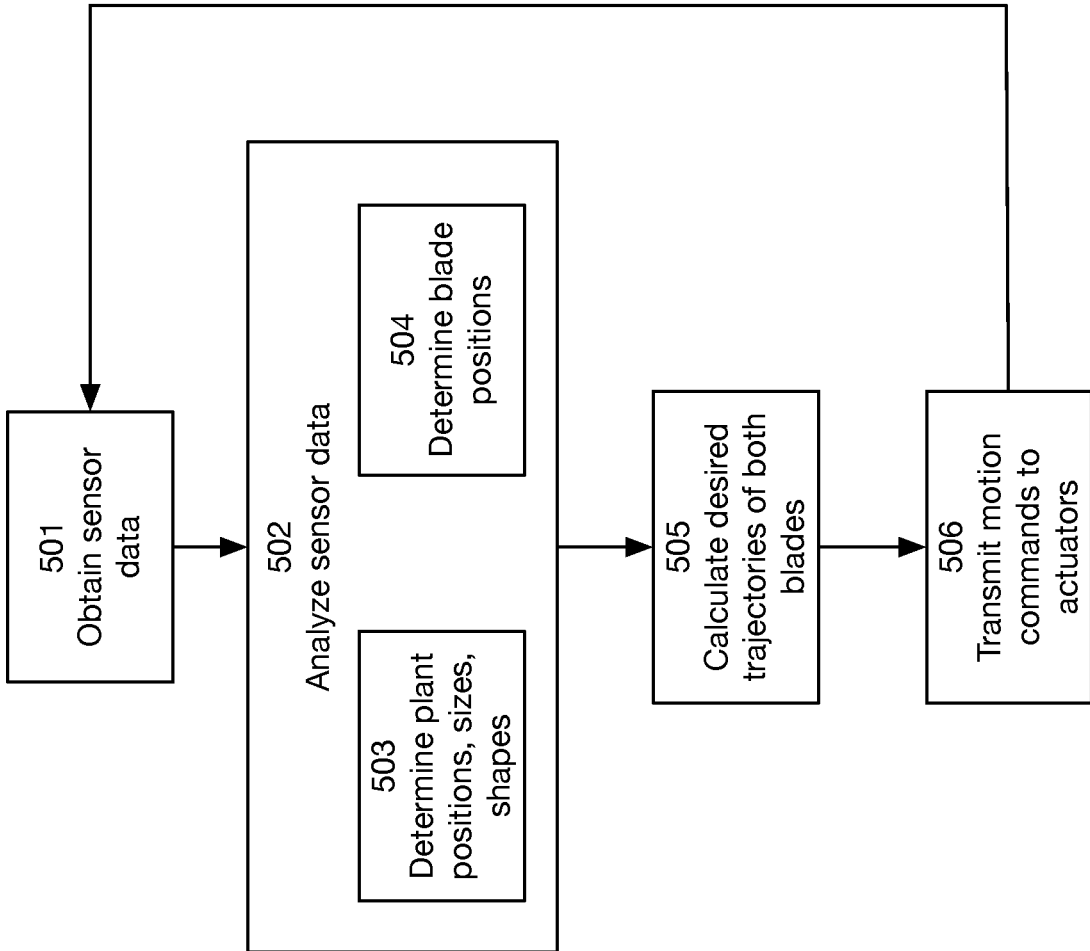 501
Obtain sensor
data
502
Analyze sensor data
503
Determine plant
positions, sizes,
shapes
504
Determine blade
positions
505
Calculate desired
trajectories of both
blades
506
Transmit motion
commands to
actuators